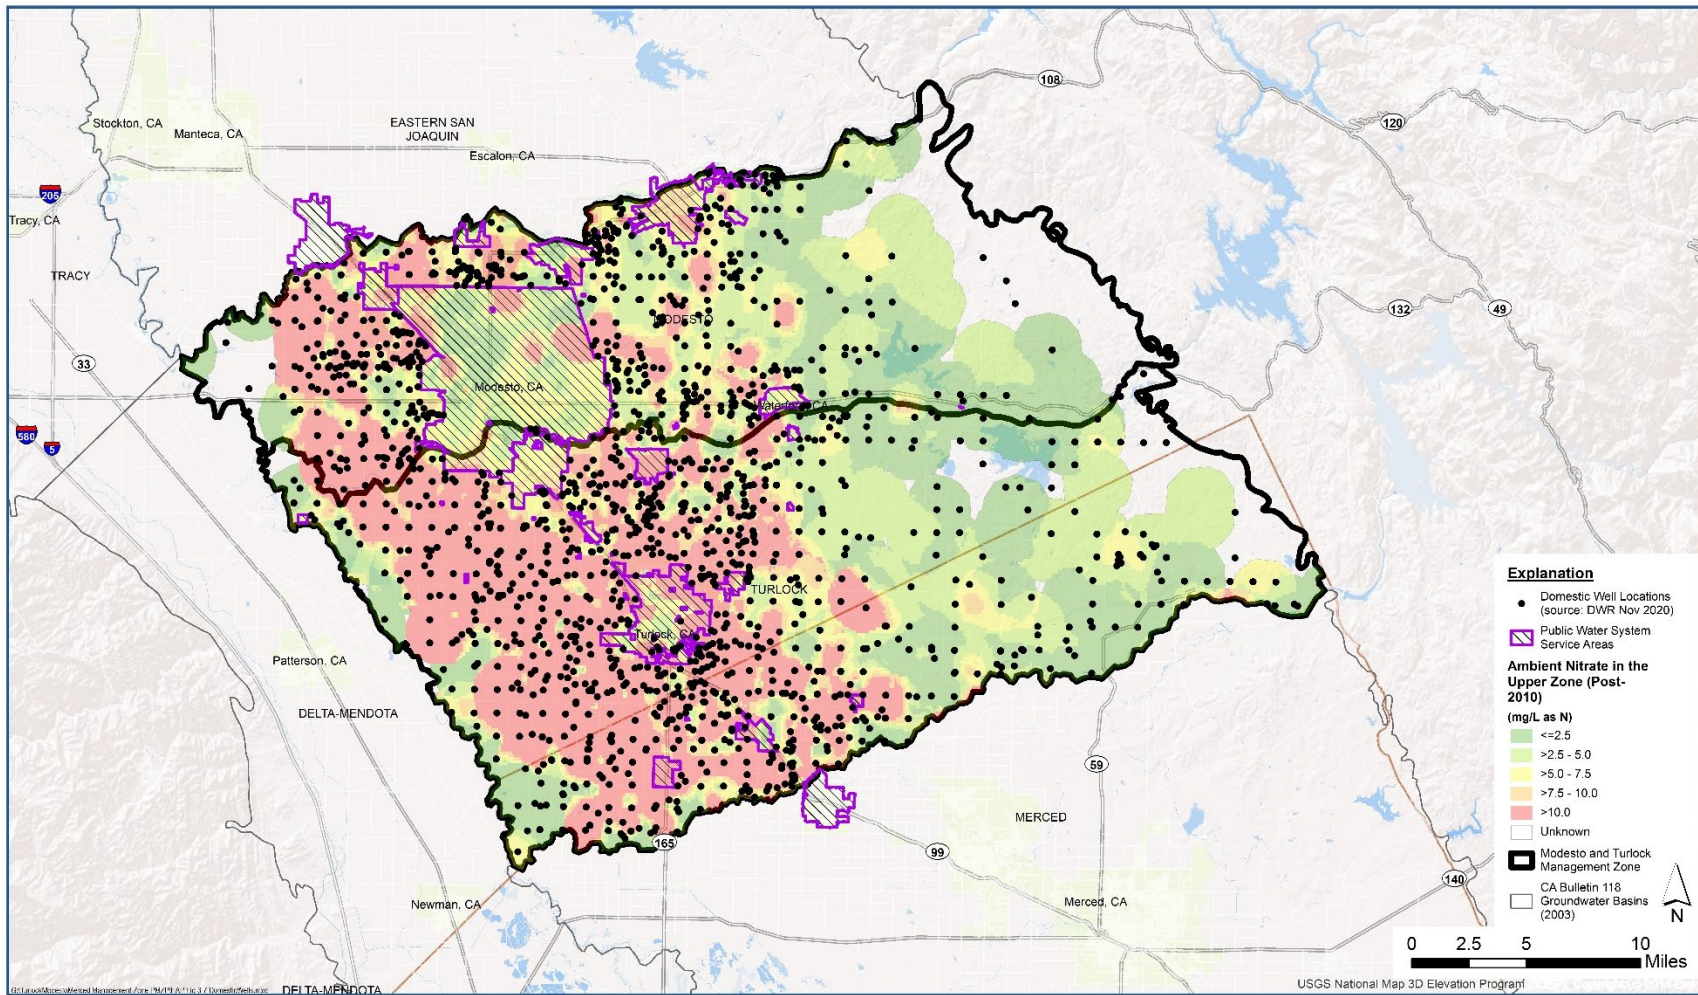 108
120
Stockton, CA
Manteca, CA
EASTERN SAN
JOAQUIN
Escalon, CA
205
Tracy, CA
TRACY
132
49
MODESTO
33
Modesto, CA
Waterford, CA
580
5
TURLOCK
Turlock, CA
Patterson, CA
DELTA-MENDOTA
59
MERCED
165
99
140
Newman, CA
Merced, CA
DELTA-MENDOTA
Explanation
Domestic Well Locations
(source: DWR Nov 2020)
Public Water System
Service Areas
Ambient Nitrate in the
Upper Zone (Post-
2010)
(mg/L as N)
<=2.5
>2.5 - 5.0
>5.0 - 7.5
>7.5 - 10.0
>10.0
Unknown
Modesto and Turlock
Management Zone
CA Bulletin 118
Groundwater Basins
(2003)
N
0 2.5 5 10
Miles
USGS National Map 3D Elevation Program